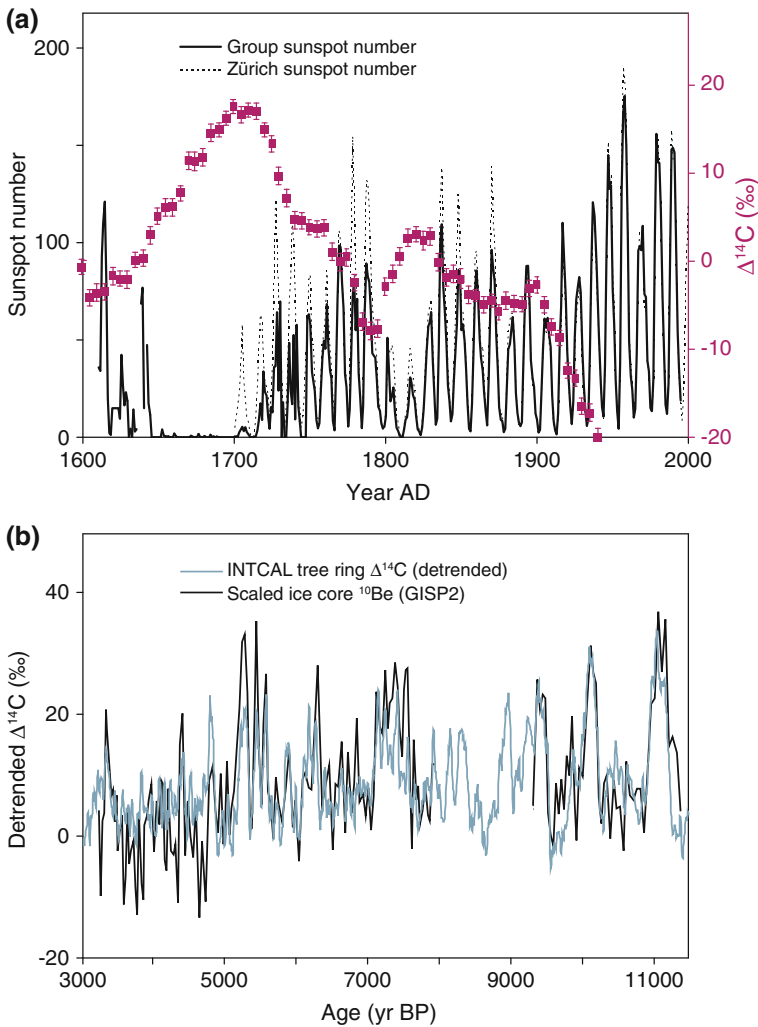 (a)
200
100
0
Sunspot number
Group sunspot number
Zürich sunspot number
20
10
0
-10
-20
Δ¹⁴C (‰)
1600 1700 1800 1900 2000
Year AD
(b)
40
20
0
-20
Detrended Δ¹⁴C (‰)
INTCAL tree ring Δ¹⁴C (detrended)
Scaled ice core ¹⁰Be (GISP2)
3000 5000 7000 9000 11000
Age (yr BP)